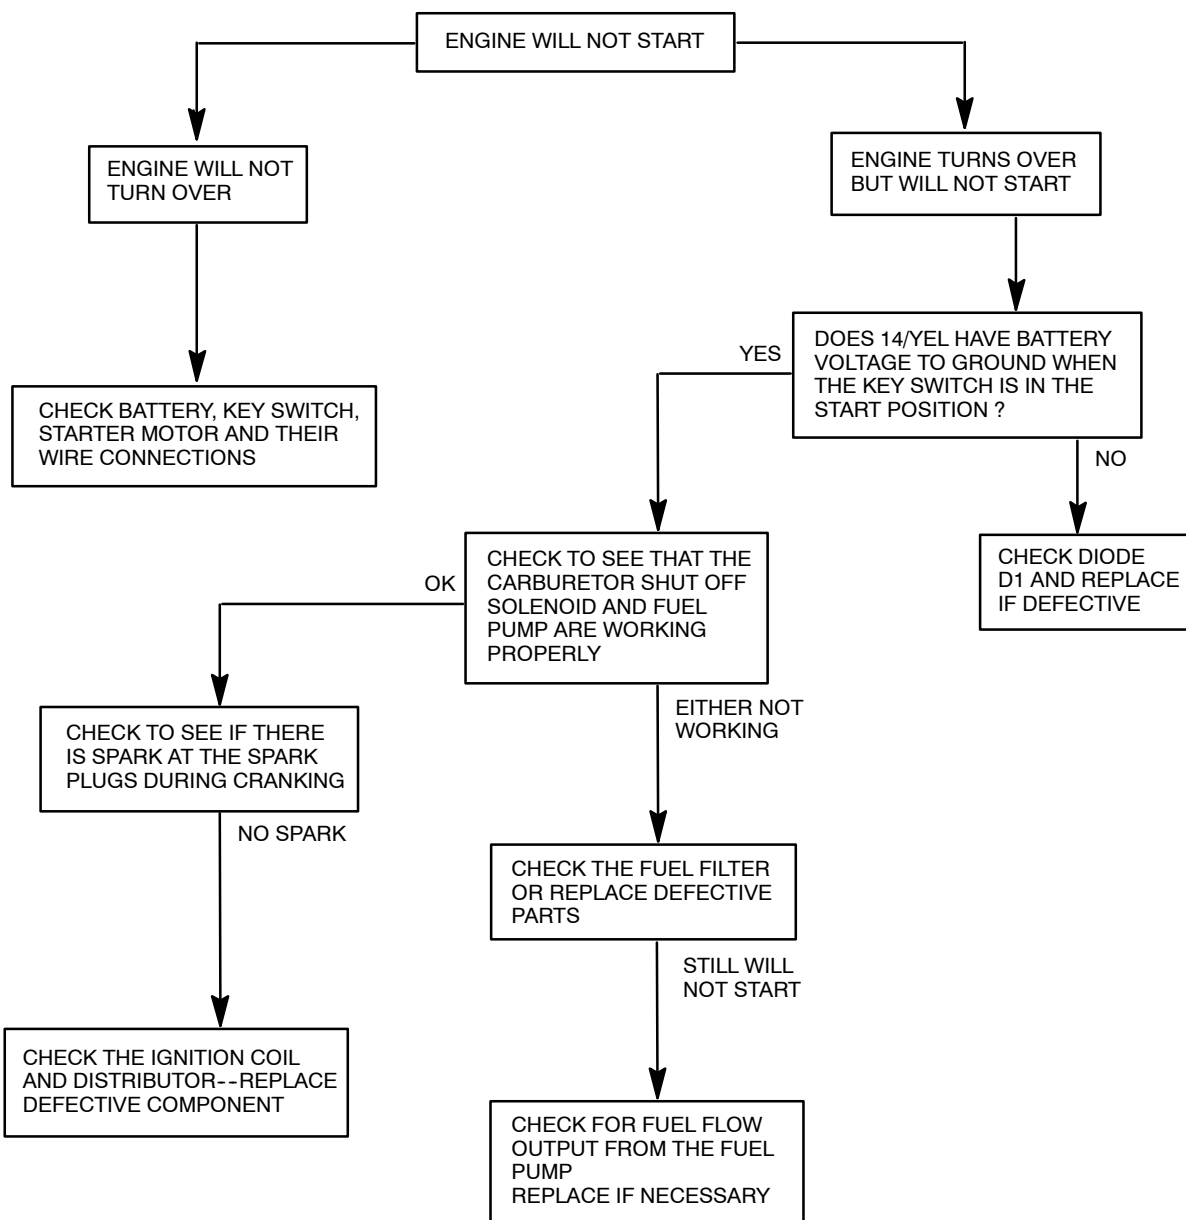 ENGINE WILL NOT START
ENGINE WILL NOT
TURN OVER
ENGINE TURNS OVER
BUT WILL NOT START
CHECK BATTERY, KEY SWITCH,
STARTER MOTOR AND THEIR
WIRE CONNECTIONS
DOES 14/YEL HAVE BATTERY
VOLTAGE TO GROUND WHEN
THE KEY SWITCH IS IN THE
START POSITION ?
YES
NO
CHECK DIODE
D1 AND REPLACE
IF DEFECTIVE
CHECK TO SEE THAT THE
CARBURETOR SHUT OFF
SOLENOID AND FUEL
PUMP ARE WORKING
PROPERLY
OK
EITHER NOT
WORKING
CHECK TO SEE IF THERE
IS SPARK AT THE SPARK
PLUGS DURING CRANKING
NO SPARK
CHECK THE FUEL FILTER
OR REPLACE DEFECTIVE
PARTS
STILL WILL
NOT START
CHECK THE IGNITION COIL
AND DISTRIBUTOR--REPLACE
DEFECTIVE COMPONENT
CHECK FOR FUEL FLOW
OUTPUT FROM THE FUEL
PUMP
REPLACE IF NECESSARY